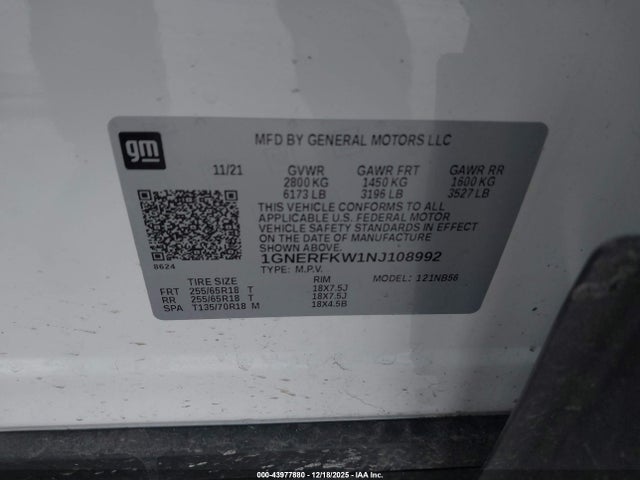 gm
MFD BY GENERAL MOTORS LLC
11/21 GVWR GAWR FRT GAWR RR
2800 KG 1450 KG 1600 KG
6173 LB 3196 LB 3527 LB
THIS VEHICLE CONFORMS TO ALL
APPLICABLE U.S. FEDERAL MOTOR
VEHICLE SAFETY STANDARDS IN EFFECT
ON THE DATE OF MANUFACTURE
SHOWN ABOVE.
1GNERFKW1NJ108992
8624
TYPE: M.P.V. MODEL: 121NB56
TIRE SIZE RIM
FRT 255/65R18 T 18X7.5J
RR 255/65R18 T 18X7.5J
SPA T135/70R18 M 18X4.5B
000-43977880 - 12/18/2025 - IAAI.COM